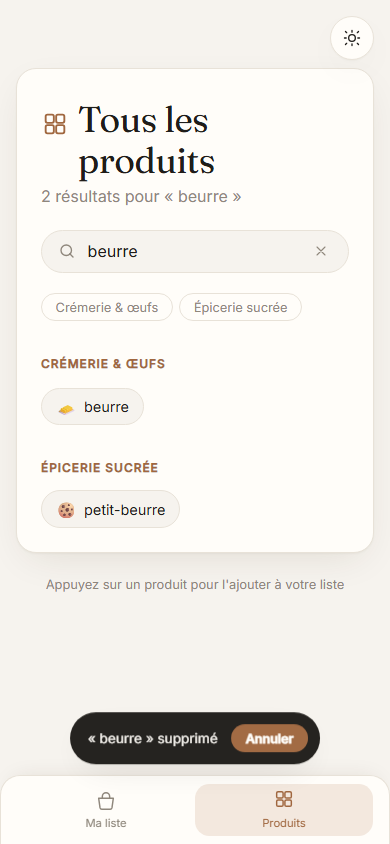 Tous les
produits
2 résultats pour « beurre »
beurre
Crémerie & œufs
Épicerie sucrée
CRÉMERIE & ŒUFS
beurre
ÉPICERIE SUCRÉE
petit-beurre
Appuyez sur un produit pour l'ajouter à votre liste
« beurre » supprimé
Annuler
Ma liste
Produits